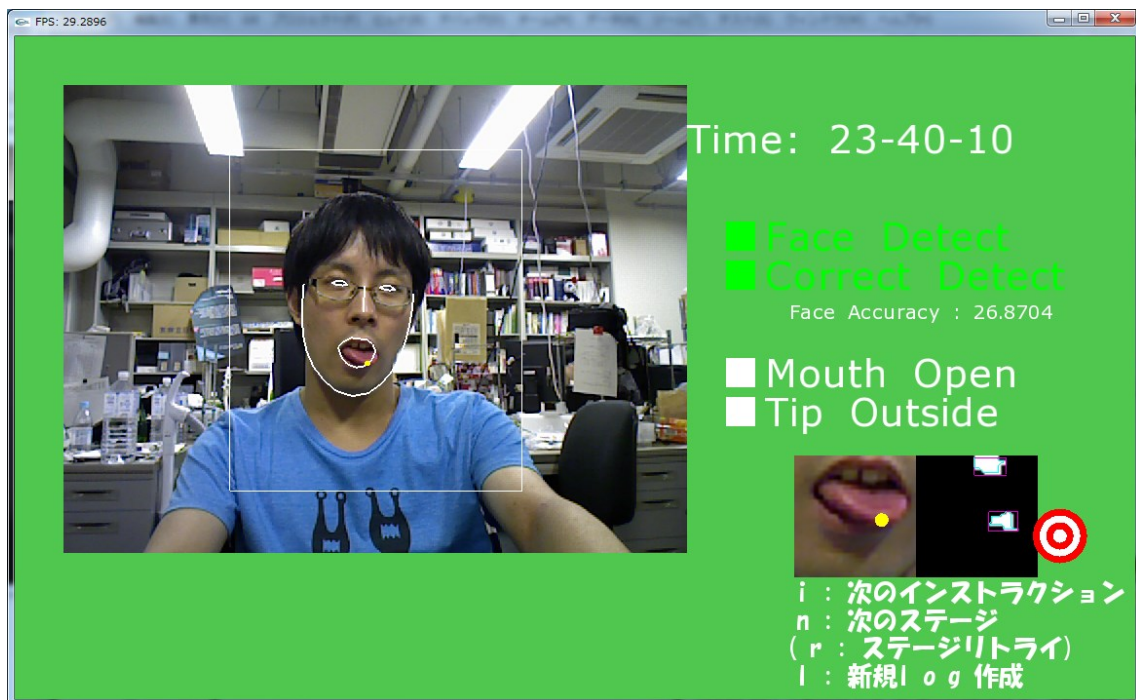 FPS: 29.2896
Time: 23-40-10
Face Detect
Correct Detect
Face Accuracy : 26.8704
Mouth Open
Tip Outside
i : 次のインストラクション
n : 次のステージ
(r : ステージリトライ)
l : 新規log作成